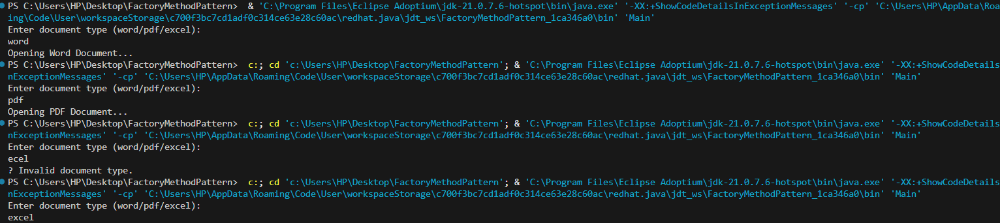 PS C:\Users\HP\Desktop\FactoryMethodPattern>  & 'C:\Program Files\Eclipse Adoptium\jdk-21.0.7.6-hotspot\bin\java.exe' '-XX:+ShowCodeDetailsInExceptionMessages' '-cp' 'C:\Users\HP\AppData\Roa
ing\Code\User\workspaceStorage\c700f3bc7cd1adf0c314ce63e28c60ac\redhat.java\jdt_ws\FactoryMethodPattern_1ca346a0\bin' 'Main'
Enter document type (word/pdf/excel):
word
Opening Word Document...
PS C:\Users\HP\Desktop\FactoryMethodPattern>  c:; cd 'c:\Users\HP\Desktop\FactoryMethodPattern'; & 'C:\Program Files\Eclipse Adoptium\jdk-21.0.7.6-hotspot\bin\java.exe' '-XX:+ShowCodeDetails
nExceptionMessages' '-cp' 'C:\Users\HP\AppData\Roaming\Code\User\workspaceStorage\c700f3bc7cd1adf0c314ce63e28c60ac\redhat.java\jdt_ws\FactoryMethodPattern_1ca346a0\bin' 'Main'
Enter document type (word/pdf/excel):
pdf
Opening PDF Document...
PS C:\Users\HP\Desktop\FactoryMethodPattern>  c:; cd 'c:\Users\HP\Desktop\FactoryMethodPattern'; & 'C:\Program Files\Eclipse Adoptium\jdk-21.0.7.6-hotspot\bin\java.exe' '-XX:+ShowCodeDetails
nExceptionMessages' '-cp' 'C:\Users\HP\AppData\Roaming\Code\User\workspaceStorage\c700f3bc7cd1adf0c314ce63e28c60ac\redhat.java\jdt_ws\FactoryMethodPattern_1ca346a0\bin' 'Main'
Enter document type (word/pdf/excel):
ecel
? Invalid document type.
PS C:\Users\HP\Desktop\FactoryMethodPattern>  c:; cd 'c:\Users\HP\Desktop\FactoryMethodPattern'; & 'C:\Program Files\Eclipse Adoptium\jdk-21.0.7.6-hotspot\bin\java.exe' '-XX:+ShowCodeDetails
nExceptionMessages' '-cp' 'C:\Users\HP\AppData\Roaming\Code\User\workspaceStorage\c700f3bc7cd1adf0c314ce63e28c60ac\redhat.java\jdt_ws\FactoryMethodPattern_1ca346a0\bin' 'Main'
Enter document type (word/pdf/excel):
excel